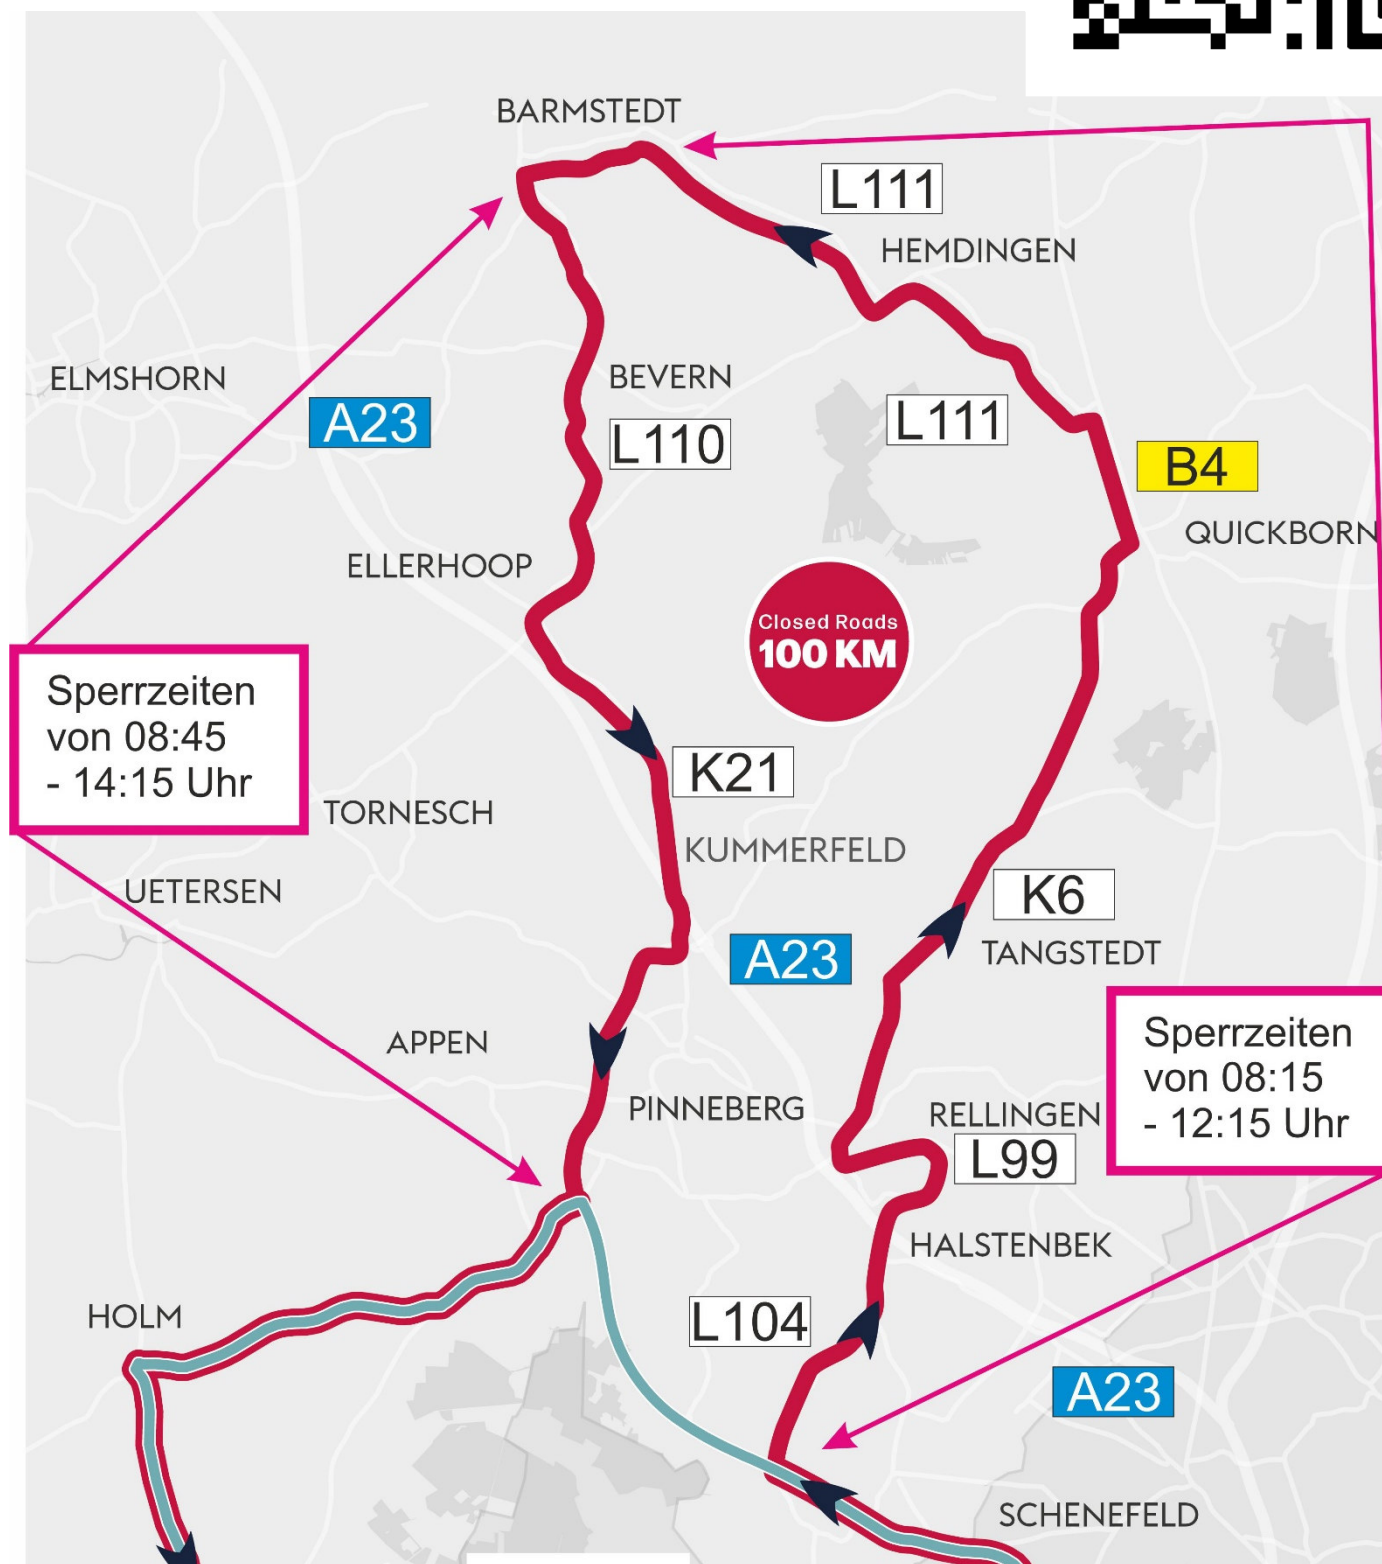 BARMSTEDT
L111
HEMDINGEN
ELMSHORN
A23
BEVERN
L110
L111
B4
QUICKBORN
ELLERHOOP
Closed Roads
100 KM
Sperrzeiten
von 08:45
- 14:15 Uhr
K21
TORNESCH
KUMMERFELD
UETERSEN
K6
A23
TANGSTEDT
APPEN
Sperrzeiten
von 08:15
- 12:15 Uhr
PINNEBERG
RELLINGEN
L99
HALSTENBEK
HOLM
L104
A23
SCHENEFELD